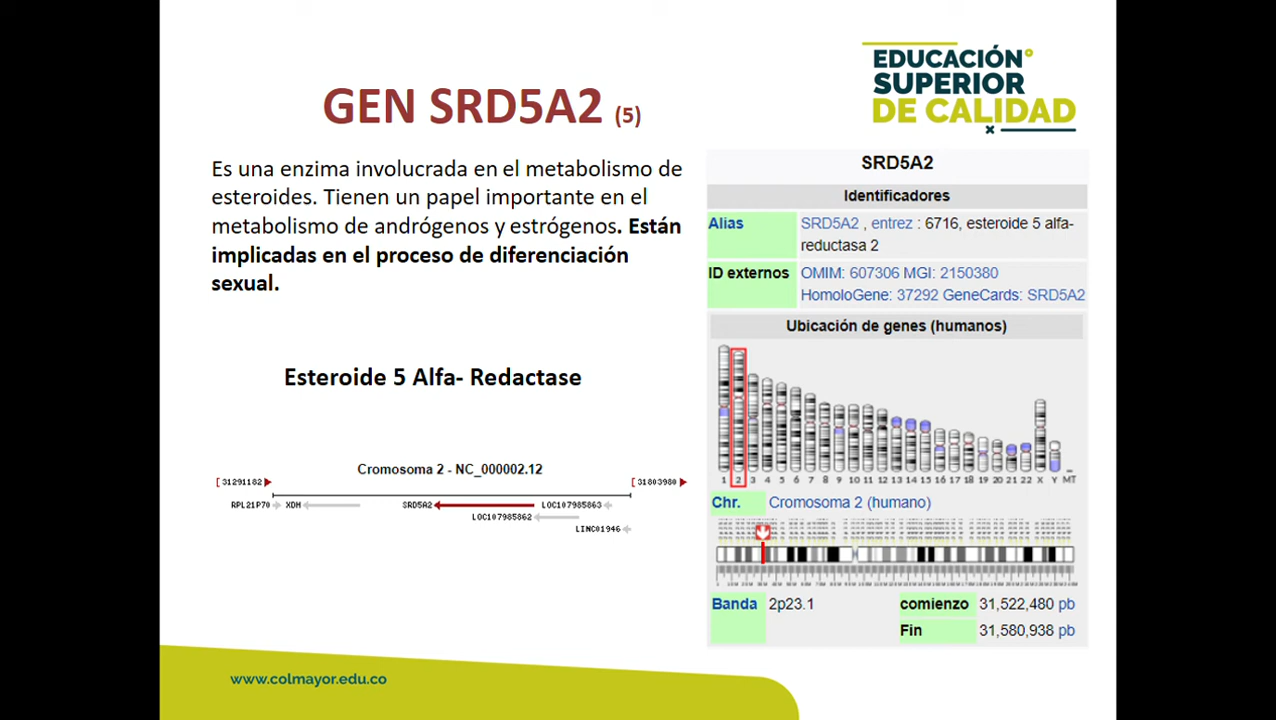 EDUCACIÓN
SUPERIOR
DE CALIDAD
GEN SRD5A2 (5)
Es una enzima involucrada en el metabolismo de
esteroides. Tienen un papel importante en el
metabolismo de andrógenos y estrógenos. Están
implicadas en el proceso de diferenciación
sexual.
Esteroide 5 Alfa- Redactase
Cromosoma 2 - NC_000002.12
[ 31291182
[ 31803980
RPL21P70
XDH
SRD5A2
LOC107985863
LOC107985862
LINC01946
SRD5A2
Identificadores
Alias
SRD5A2 , entrez : 6716, esteroide 5 alfa-
reductasa 2
ID externos
OMIM: 607306 MGI: 2150380
HomoloGene: 37292 GeneCards: SRD5A2
Ubicación de genes (humanos)
1 2 3 4 5 6 7 8 9 10 11 12 13 14 15 16 17 18 19 20 21 22 X Y MT
Chr.
Cromosoma 2 (humano)
Banda
2p23.1
comienzo
31,522,480 pb
Fin
31,580,938 pb
www.colmayor.edu.co